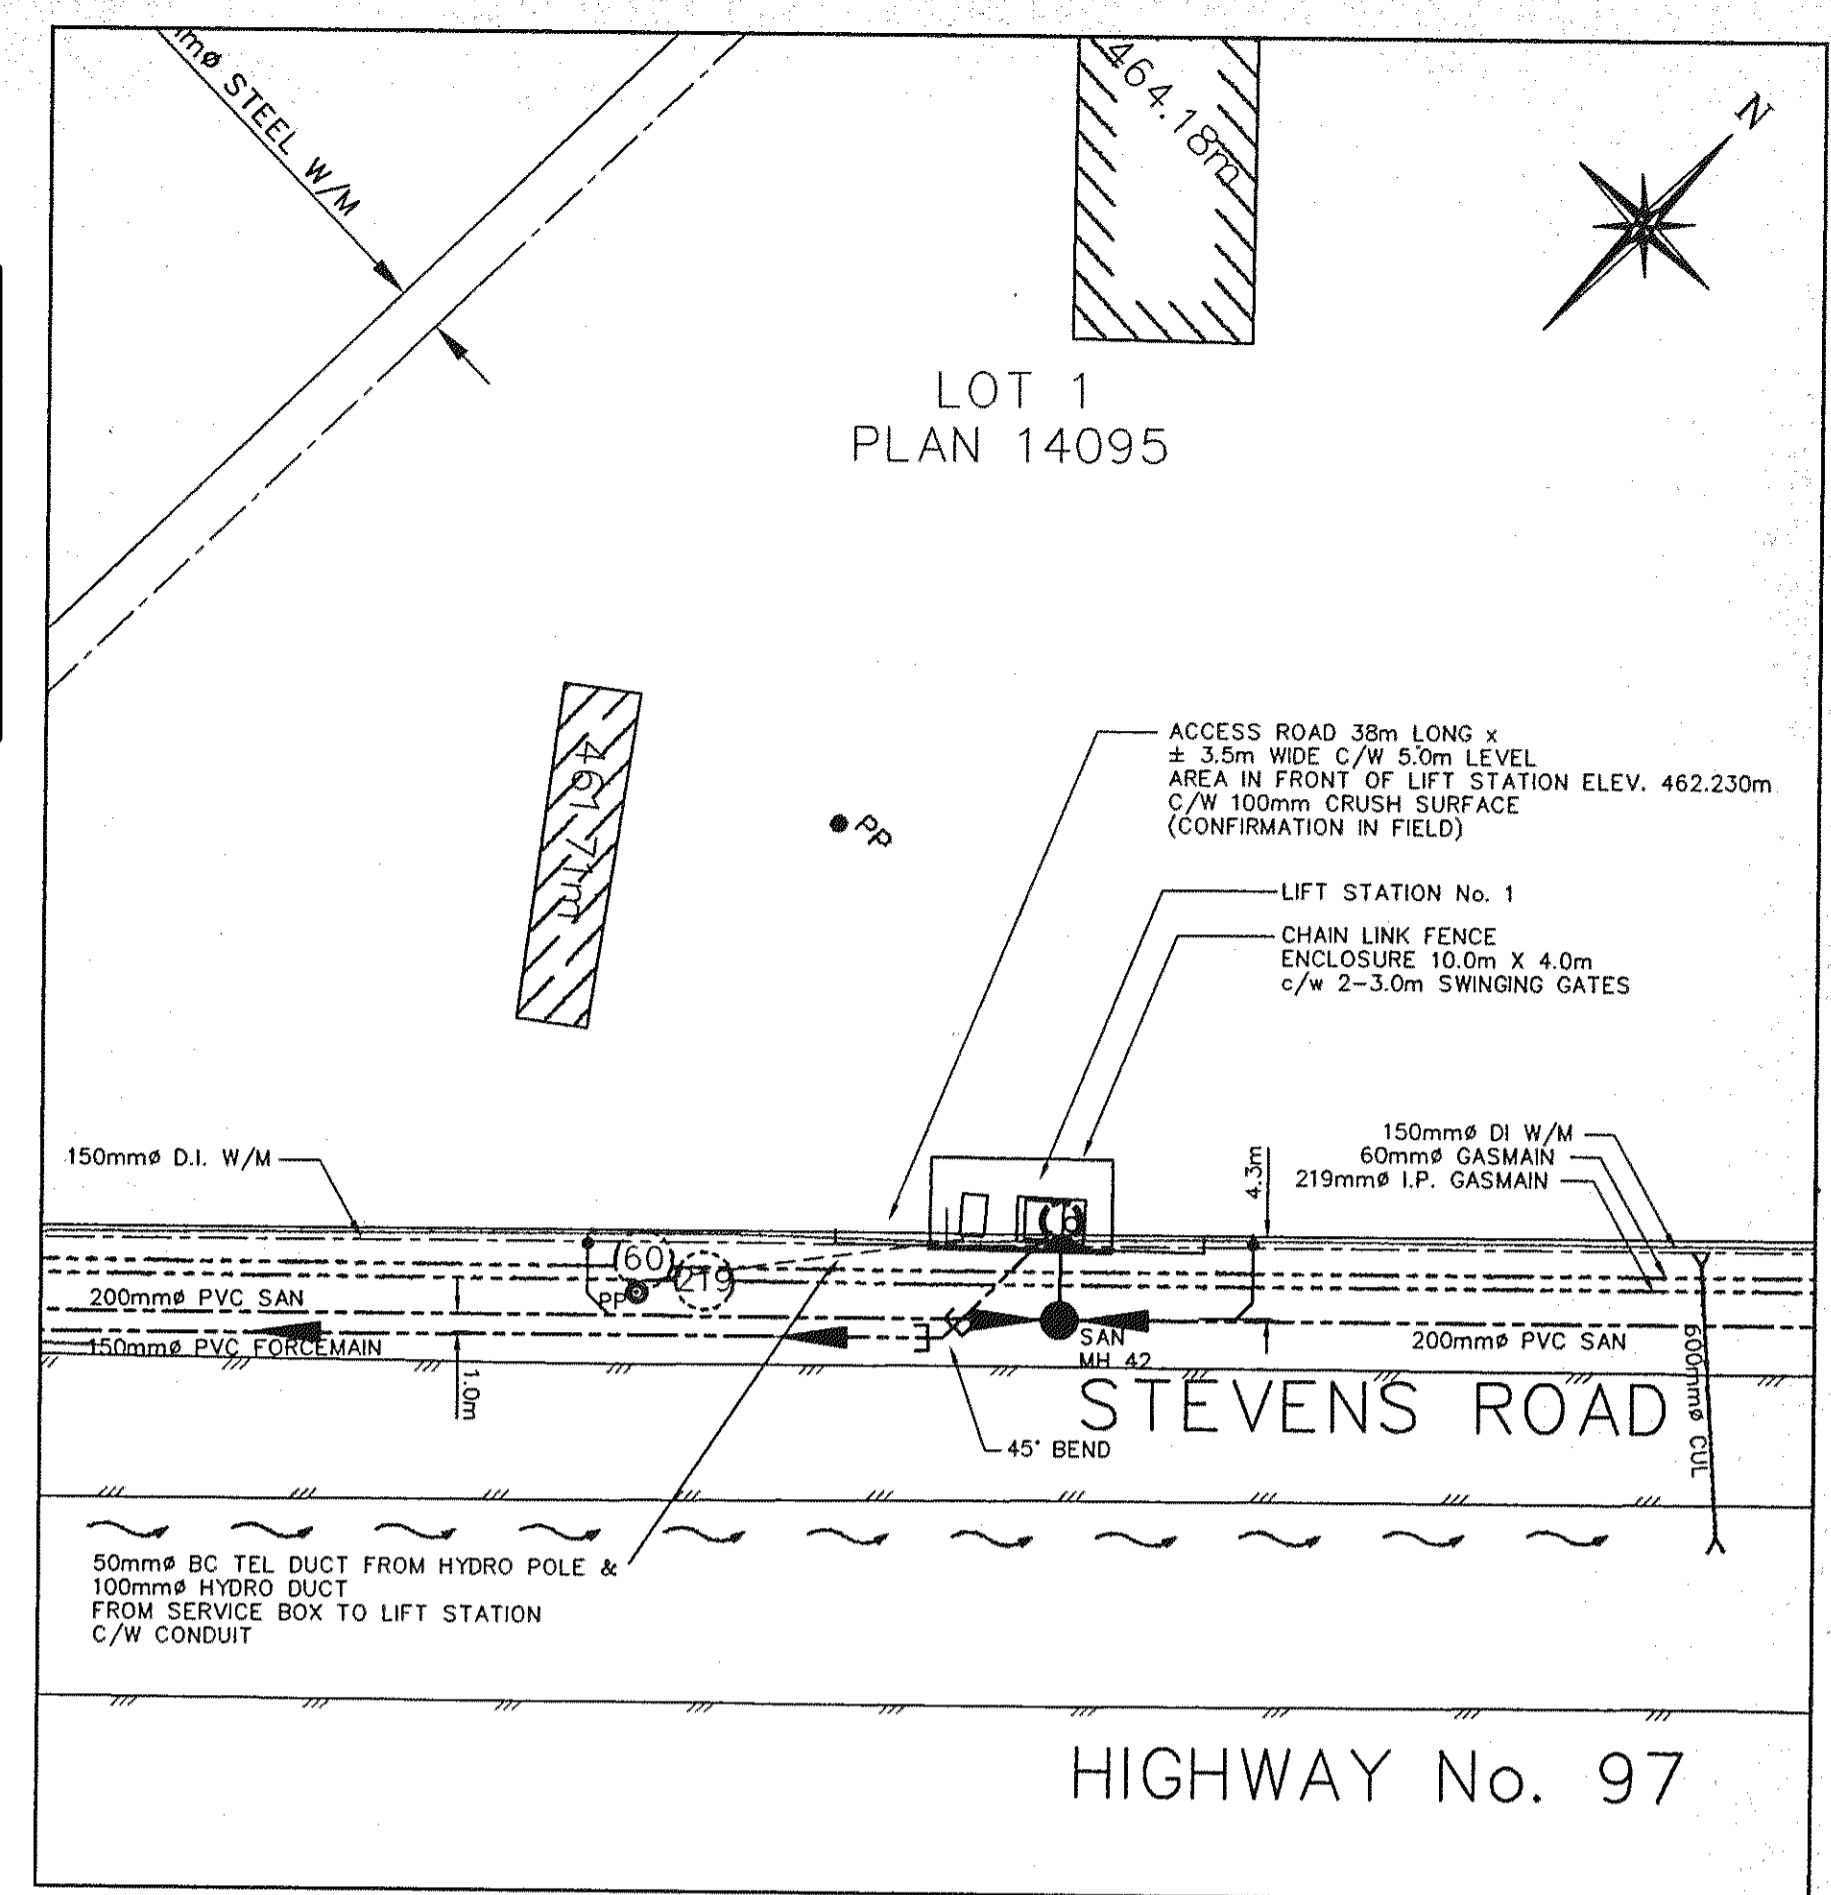 mmø STEEL W/M
464.18m
N
LOT 1
PLAN 14095
461.71m
PP
ACCESS ROAD 38m LONG x
± 3.5m WIDE C/W 5.0m LEVEL
AREA IN FRONT OF LIFT STATION ELEV. 462.230m
C/W 100mm CRUSH SURFACE
(CONFIRMATION IN FIELD)
LIFT STATION No. 1
CHAIN LINK FENCE
ENCLOSURE 10.0m X 4.0m
c/w 2-3.0m SWINGING GATES
150mmø D.I. W/M
4.3m
150mmø DI W/M
60mmø GASMAIN
219mmø I.P. GASMAIN
60
219
PP
200mmø PVC SAN
150mmø PVC FORCEMAIN
1.0m
SAN
MH 42
200mmø PVC SAN
600mmø CUL
STEVENS ROAD
45° BEND
50mmø BC TEL DUCT FROM HYDRO POLE &
100mmø HYDRO DUCT
FROM SERVICE BOX TO LIFT STATION
C/W CONDUIT
HIGHWAY No. 97